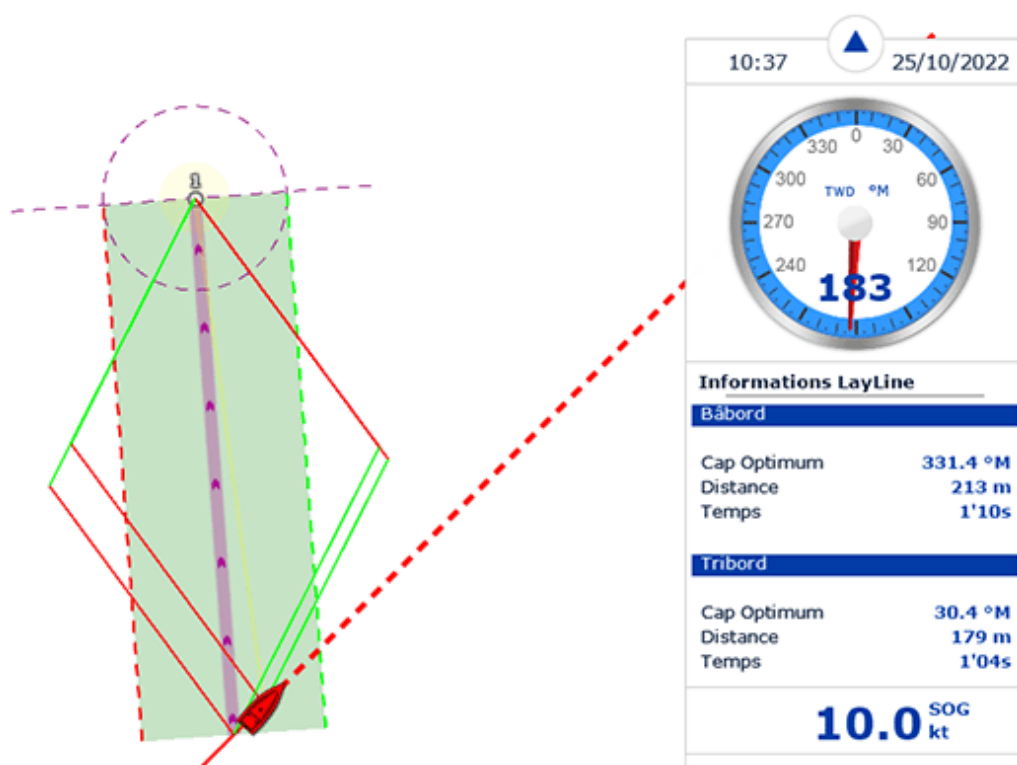 10:37 25/10/2022
1
0
330 30
300 60
TWD °M
270 90
240 120
183
Informations LayLine
Bâbord
Cap Optimum 331.4 °M
Distance 213 m
Temps 1'10s
Tribord
Cap Optimum 30.4 °M
Distance 179 m
Temps 1'04s
10.0 SOG
kt